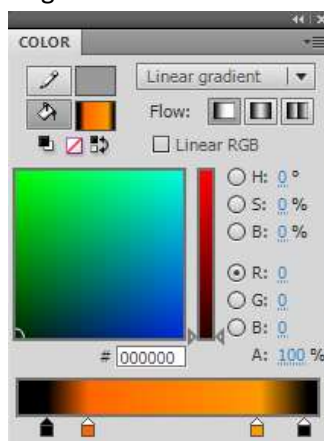 COLOR
Linear gradient
Flow:
Linear RGB
H: 0 °
S: 0 %
B: 0 %
R: 0
G: 0
B: 0
# 000000
A: 100 %